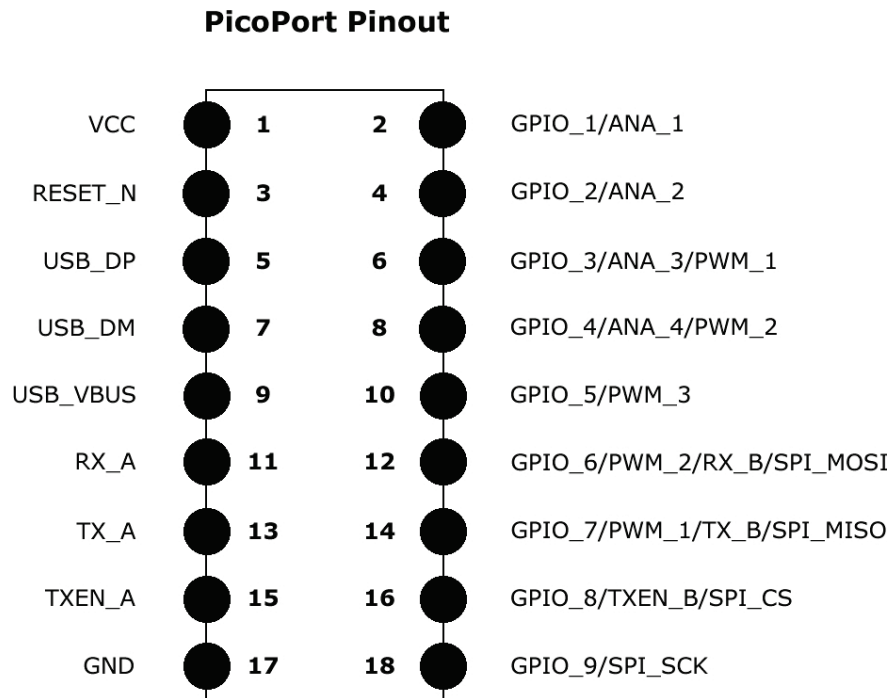 PicoPort Pinout
VCC 1 2 GPIO_1/ANA_1
RESET_N 3 4 GPIO_2/ANA_2
USB_DP 5 6 GPIO_3/ANA_3/PWM_1
USB_DM 7 8 GPIO_4/ANA_4/PWM_2
USB_VBUS 9 10 GPIO_5/PWM_3
RX_A 11 12 GPIO_6/PWM_2/RX_B/SPI_MOSI
TX_A 13 14 GPIO_7/PWM_1/TX_B/SPI_MISO
TXEN_A 15 16 GPIO_8/TXEN_B/SPI_CS
GND 17 18 GPIO_9/SPI_SCK